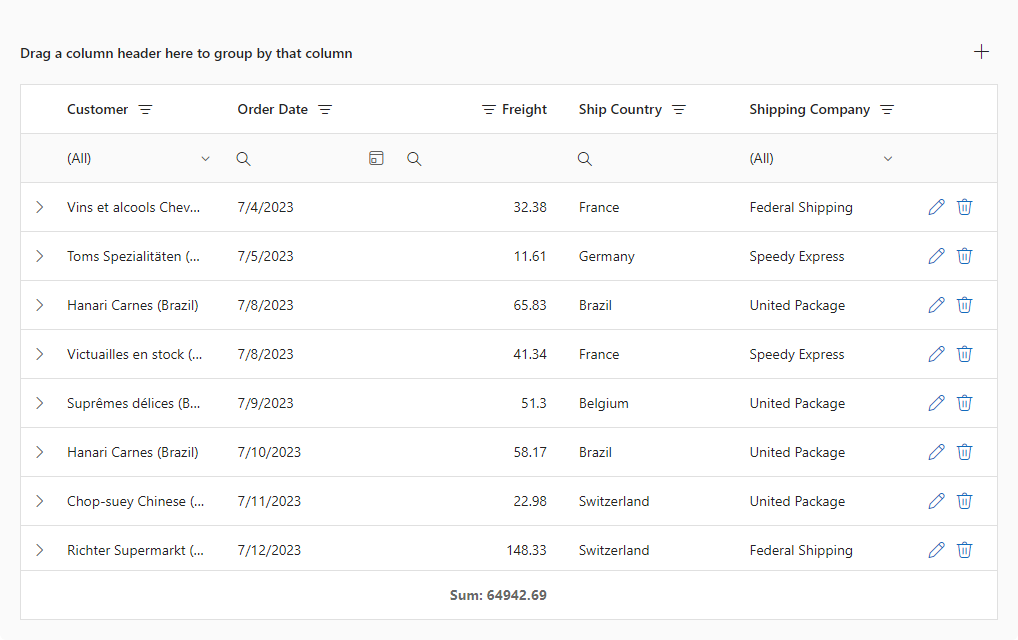 Drag a column header here to group by that column
Customer Order Date Freight Ship Country Shipping Company
(All) (All)
Vins et alcools Chev... 7/4/2023 32.38 France Federal Shipping
Toms Spezialitäten (... 7/5/2023 11.61 Germany Speedy Express
Hanari Carnes (Brazil) 7/8/2023 65.83 Brazil United Package
Victuailles en stock (... 7/8/2023 41.34 France Speedy Express
Suprêmes délices (B... 7/9/2023 51.3 Belgium United Package
Hanari Carnes (Brazil) 7/10/2023 58.17 Brazil United Package
Chop-suey Chinese (... 7/11/2023 22.98 Switzerland United Package
Richter Supermarkt (... 7/12/2023 148.33 Switzerland Federal Shipping
Sum: 64942.69